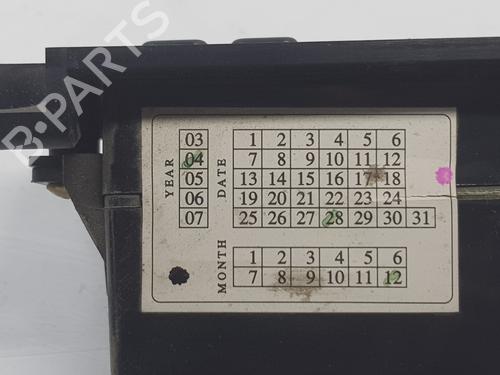 B-PARTS
YEAR
03
04
05
06
07
DATE
1 2 3 4 5 6
7 8 9 10 11 12
13 14 15 16 17 18
19 20 21 22 23 24
25 26 27 28 29 30 31
MONTH
1 2 3 4 5 6
7 8 9 10 11 12